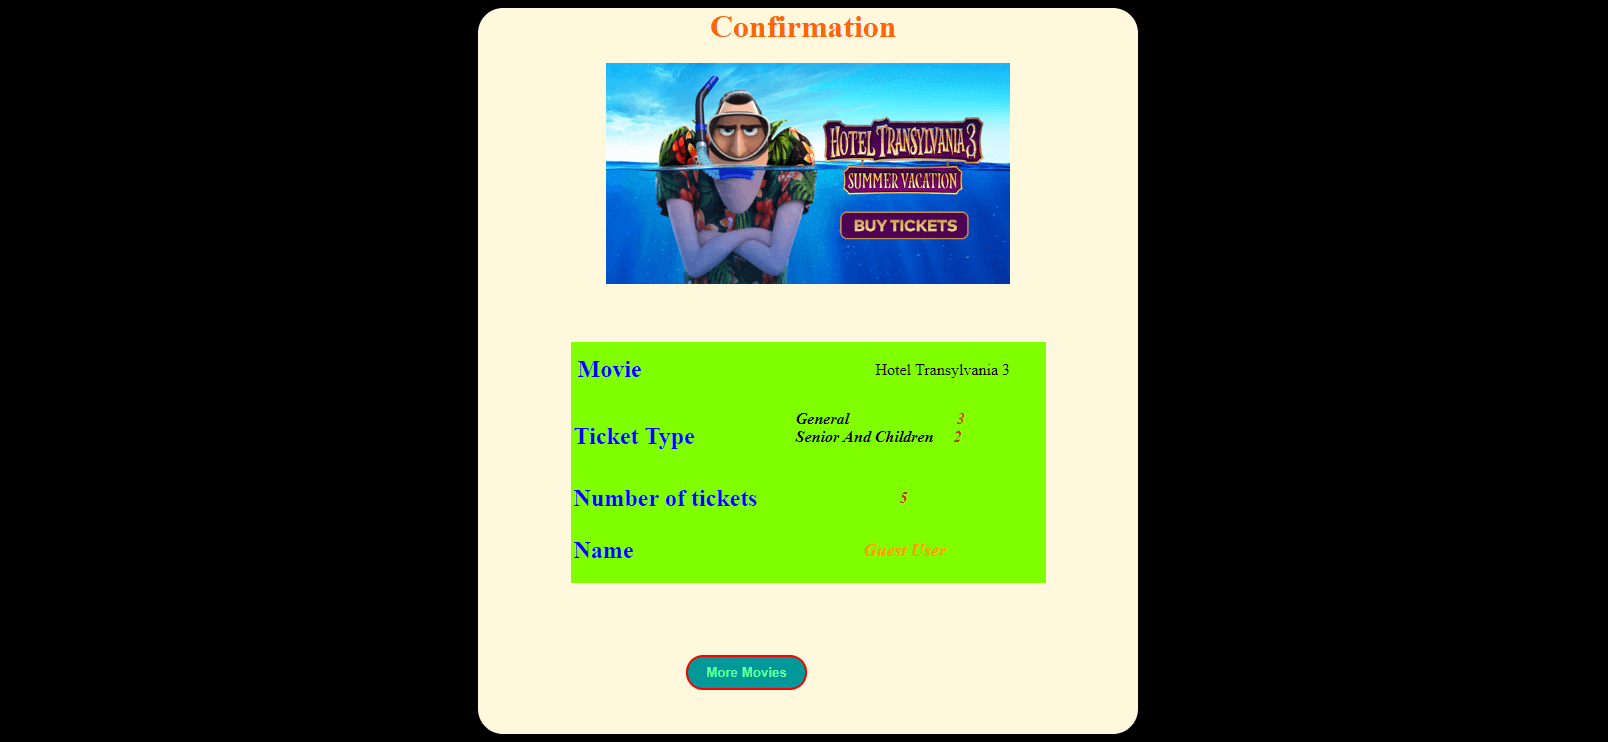 Confirmation
HOTEL TRANSYLVANIA 3
SUMMER VACATION
BUY TICKETS
Movie Hotel Transylvania 3
General 3
Ticket Type Senior And Children 2
Number of tickets 5
Name Guest User
More Movies